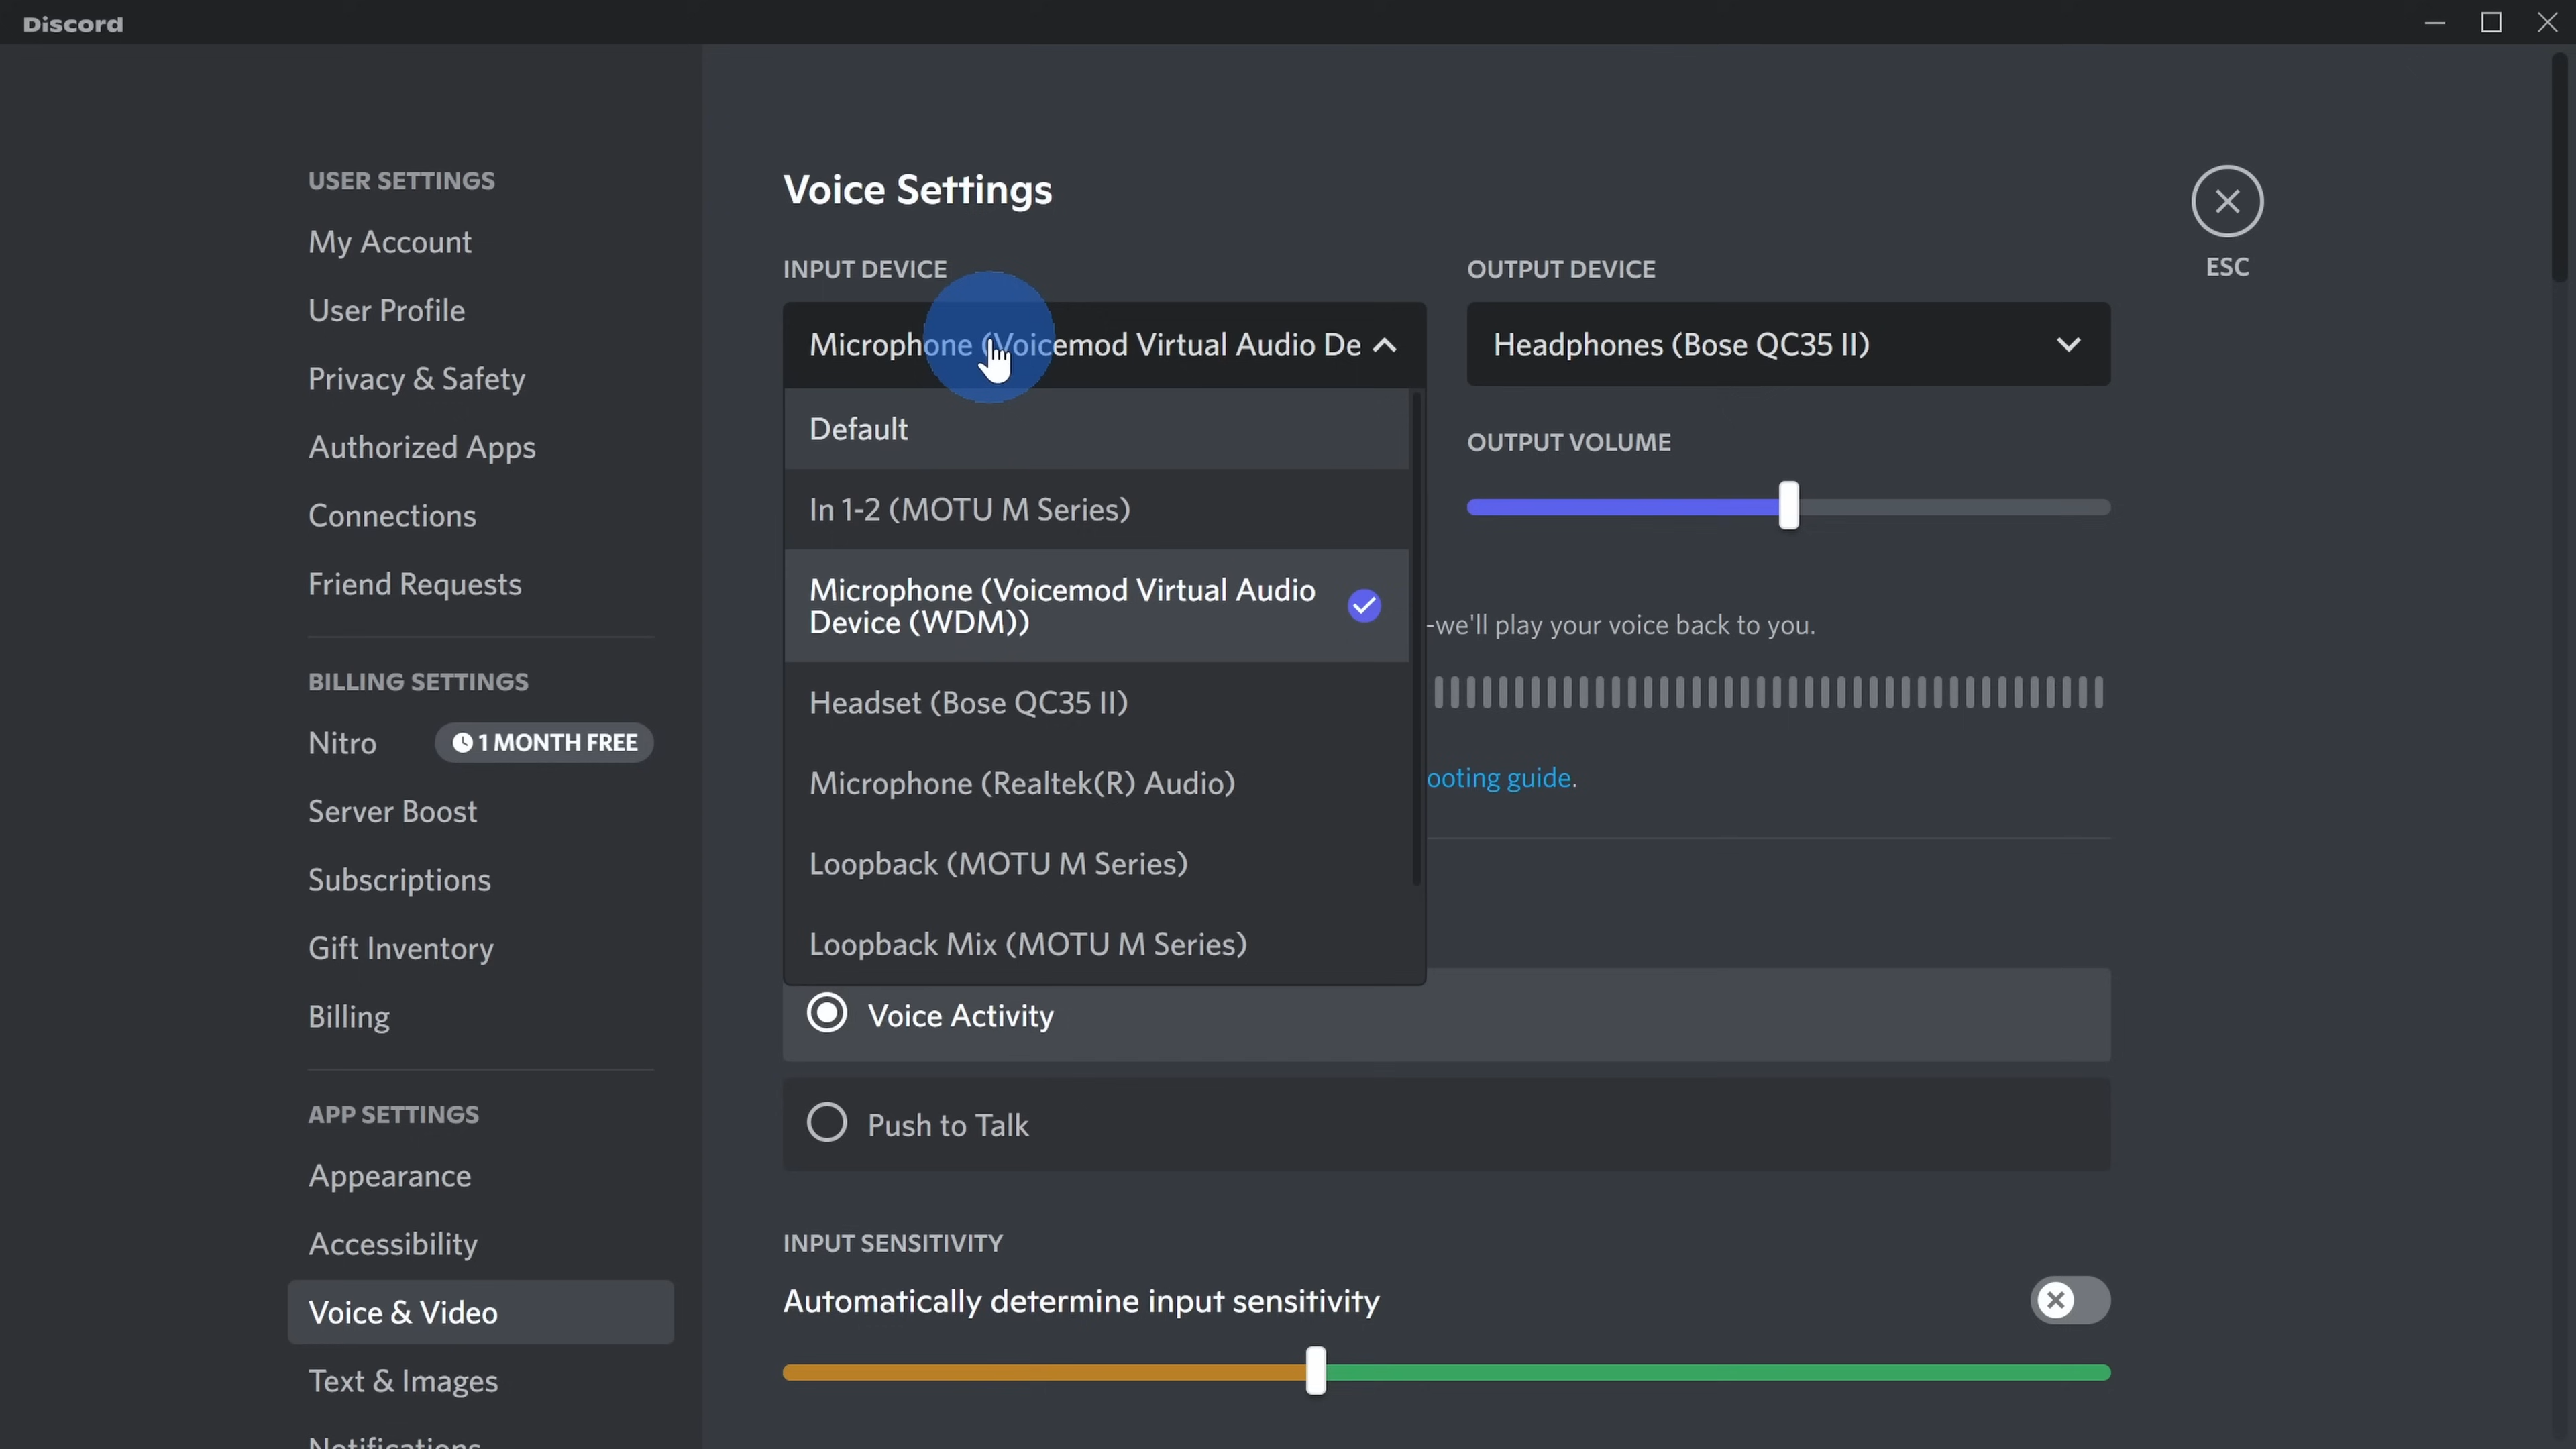 Discord
USER SETTINGS
My Account
User Profile
Privacy & Safety
Authorized Apps
Connections
Friend Requests
BILLING SETTINGS
Nitro
1 MONTH FREE
Server Boost
Subscriptions
Gift Inventory
Billing
APP SETTINGS
Appearance
Accessibility
Voice & Video
Text & Images
Notifications
Voice Settings
INPUT DEVICE
Microphone (Voicemod Virtual Audio De
Default
In 1-2 (MOTU M Series)
Microphone (Voicemod Virtual Audio
Device (WDM))
Headset (Bose QC35 II)
Microphone (Realtek(R) Audio)
Loopback (MOTU M Series)
Loopback Mix (MOTU M Series)
OUTPUT DEVICE
Headphones (Bose QC35 II)
OUTPUT VOLUME
-we'll play your voice back to you.
ooting guide.
Voice Activity
Push to Talk
INPUT SENSITIVITY
Automatically determine input sensitivity
ESC